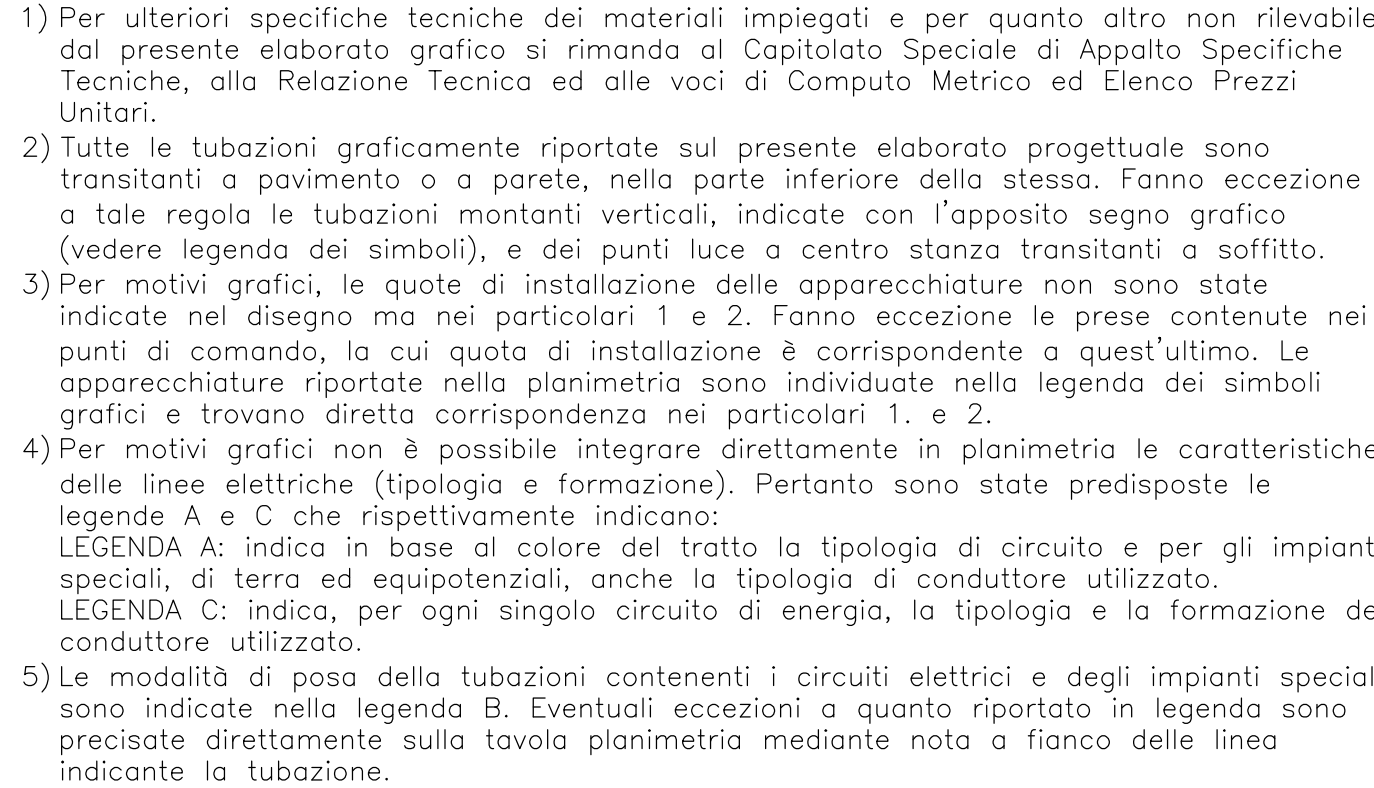 1) Per ulteriori specifiche tecniche dei materiali impiegati e per quanto altro non rilevabile
dal presente elaborato grafico si rimanda al Capitolato Speciale di Appalto Specifiche
Tecniche, alla Relazione Tecnica ed alle voci di Computo Metrico ed Elenco Prezzi
Unitari.
2) Tutte le tubazioni graficamente riportate sul presente elaborato progettuale sono
transitanti a pavimento o a parete, nella parte inferiore della stessa. Fanno eccezione
a tale regola le tubazioni montanti verticali, indicate con l'apposito segno grafico
(vedere legenda dei simboli), e dei punti luce a centro stanza transitanti a soffitto.
3) Per motivi grafici, le quote di installazione delle apparecchiature non sono state
indicate nel disegno ma nei particolari 1 e 2. Fanno eccezione le prese contenute nei
punti di comando, la cui quota di installazione è corrispondente a quest'ultimo. Le
apparecchiature riportate nella planimetria sono individuate nella legenda dei simboli
grafici e trovano diretta corrispondenza nei particolari 1. e 2.
4) Per motivi grafici non è possibile integrare direttamente in planimetria le caratteristiche
delle linee elettriche (tipologia e formazione). Pertanto sono state predisposte le
legende A e C che rispettivamente indicano:
LEGENDA A: indica in base al colore del tratto la tipologia di circuito e per gli impiant
speciali, di terra ed equipotenziali, anche la tipologia di conduttore utilizzato.
LEGENDA C: indica, per ogni singolo circuito di energia, la tipologia e la formazione de
conduttore utilizzato.
5) Le modalità di posa della tubazioni contenenti i circuiti elettrici e degli impianti special
sono indicate nella legenda B. Eventuali eccezioni a quanto riportato in legenda sono
precisate direttamente sulla tavola planimetria mediante nota a fianco delle linea
indicante la tubazione.